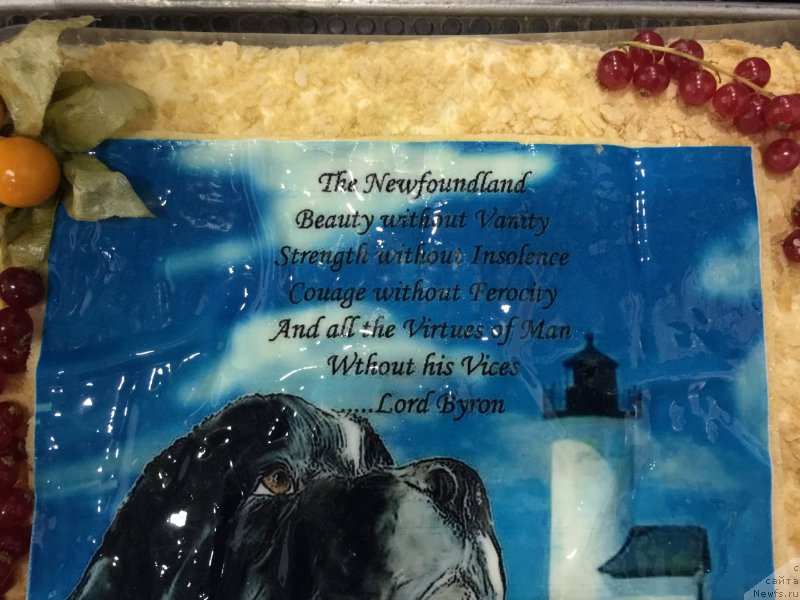 The Newfoundland
Beauty without Vanity
Strength without Insolence
Couage without Ferocity
And all the Virtues of Man
Wthout his Vices
......Lord Byron
с
сайта
Newfs.ru